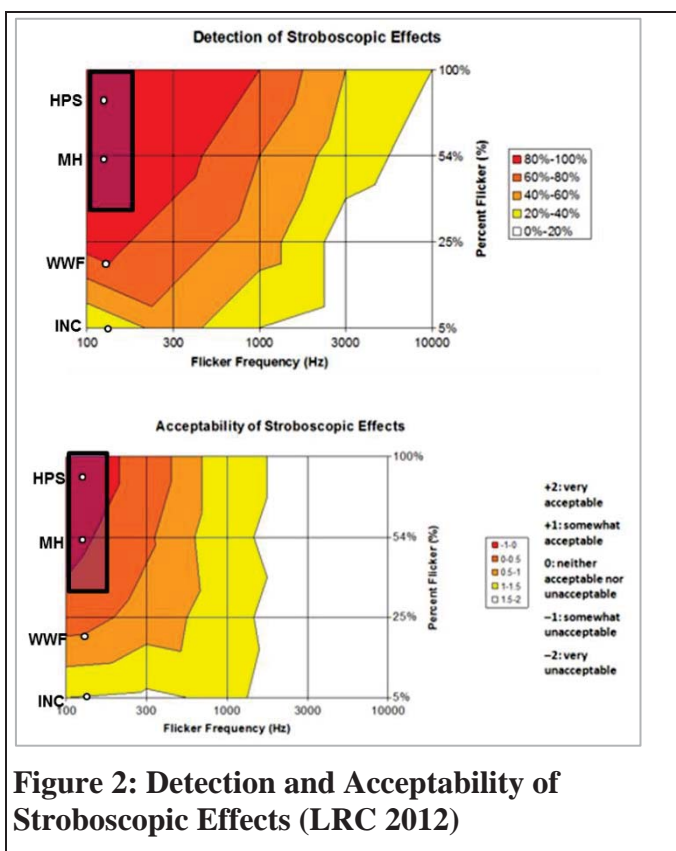 Detection of Stroboscopic Effects
HPS
MH
WWF
INC
100%
54%
25%
5%
Percent Flicker (%)
80%-100%
60%-80%
40%-60%
20%-40%
0%-20%
100 300 1000 3000 10000
Flicker Frequency (Hz)
Acceptability of Stroboscopic Effects
HPS
MH
WWF
INC
100%
54%
25%
5%
Percent Flicker (%)
-1-0
0-0.5
0.5-1
1-1.5
1.5-2
+2: very
acceptable
+1: somewhat
acceptable
0: neither
acceptable nor
unacceptable
−1: somewhat
unacceptable
−2: very
unacceptable
100 300 1000 3000 10000
Flicker Frequency (Hz)
Figure 2: Detection and Acceptability of
Stroboscopic Effects (LRC 2012)